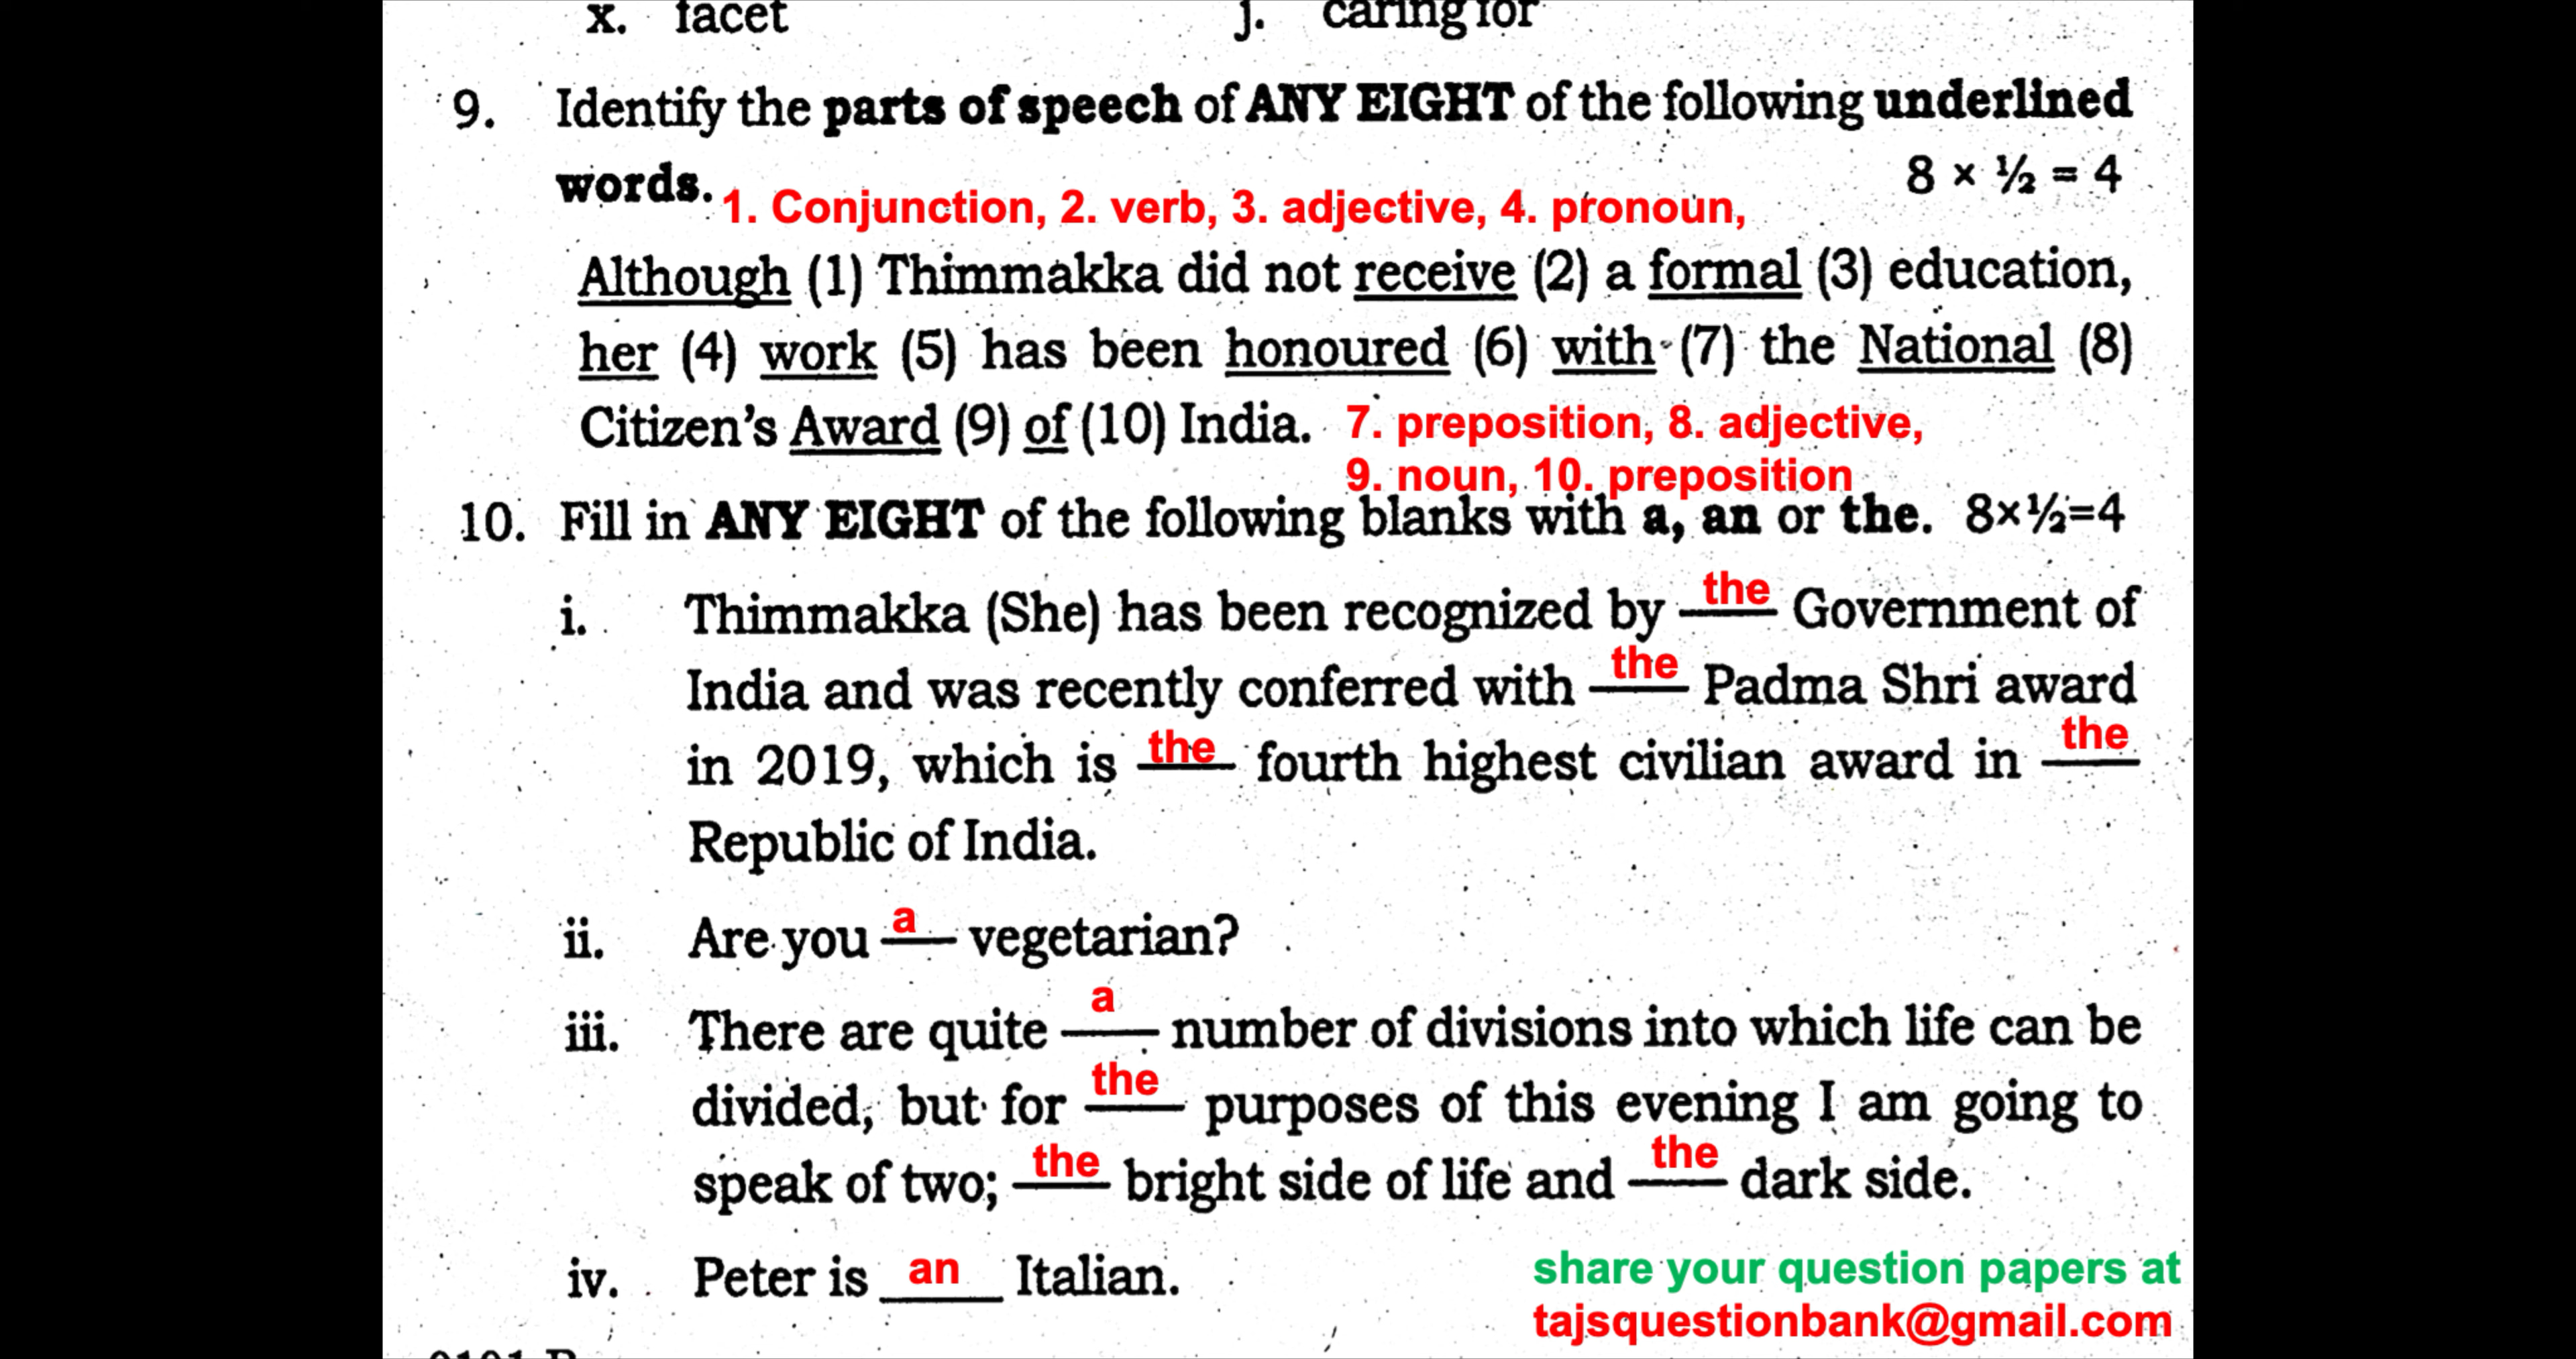 x. facet j. caring for
9. Identify the parts of speech of ANY EIGHT of the following underlined
words. 8 × ½ = 4
1. Conjunction, 2. verb, 3. adjective, 4. pronoun,
Although (1) Thimmakka did not receive (2) a formal (3) education,
her (4) work (5) has been honoured (6) with (7) the National (8)
Citizen's Award (9) of (10) India. 7. preposition, 8. adjective,
9. noun, 10. preposition
10. Fill in ANY EIGHT of the following blanks with a, an or the. 8×½=4
i. Thimmakka (She) has been recognized by the Government of
India and was recently conferred with the Padma Shri award
in 2019, which is the fourth highest civilian award in the
Republic of India.
ii. Are you a vegetarian?
iii. There are quite a number of divisions into which life can be
divided, but for the purposes of this evening I am going to
speak of two; the bright side of life and the dark side.
iv. Peter is an Italian.
share your question papers at
tajsquestionbank@gmail.com